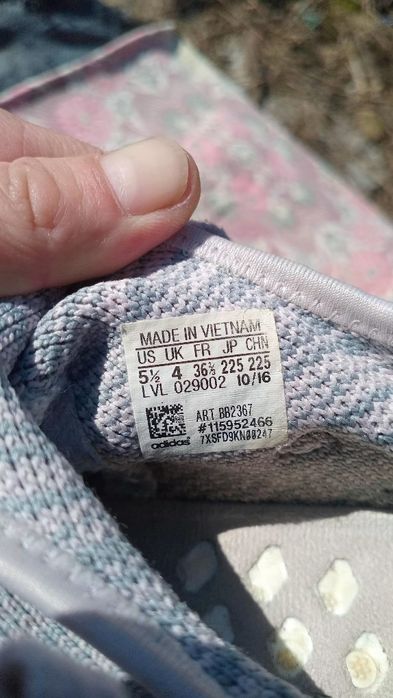 MADE IN VIETNAM
US UK FR JP CHN
5½ 4 36⅔ 225 225
LVL 029002 10/16
ART BB2367
#115952466
7XSFD9KN00247
adidas